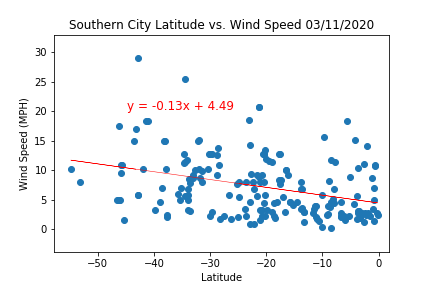 Southern City Latitude vs. Wind Speed 03/11/2020
30
25
20
15
10
5
0
Wind Speed (MPH)
y = -0.13x + 4.49
−50 −40 −30 −20 −10 0
Latitude